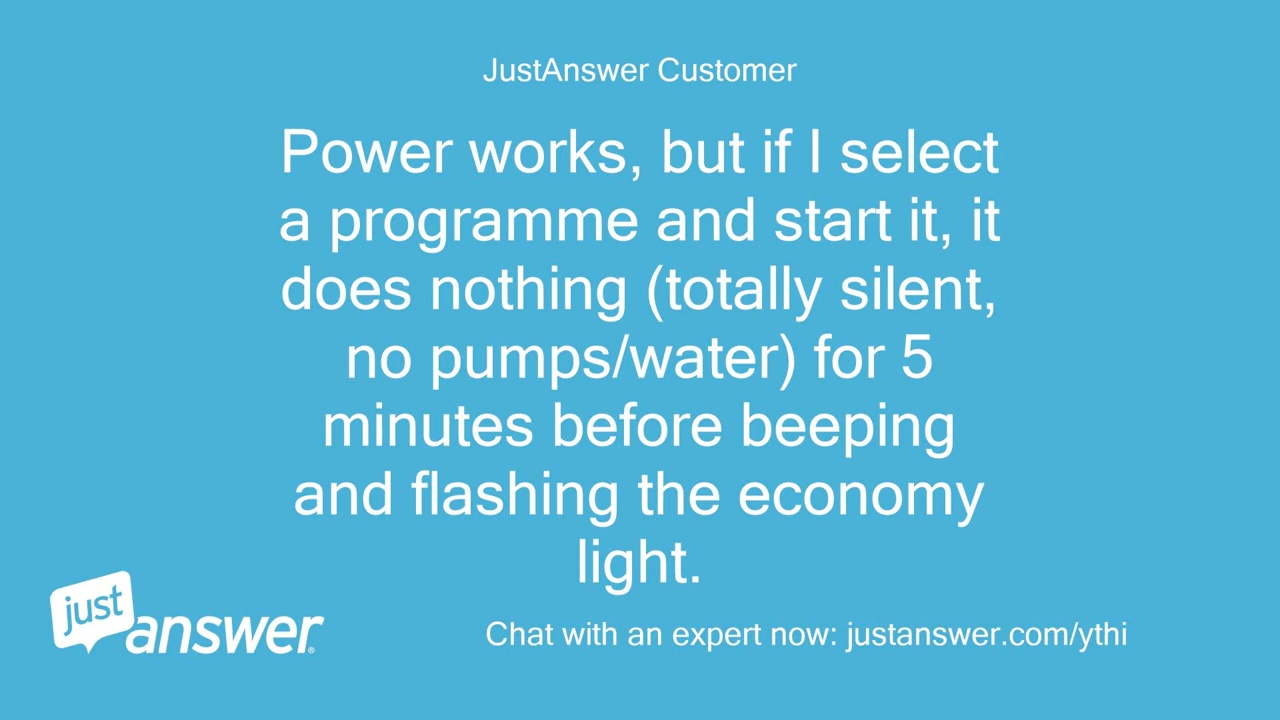 JustAnswer Customer
Power works, but if I select
a programme and start it, it
does nothing (totally silent,
no pumps/water) for 5
minutes before beeping
and flashing the economy
light.
just
answer®
Chat with an expert now: justanswer.com/ythi